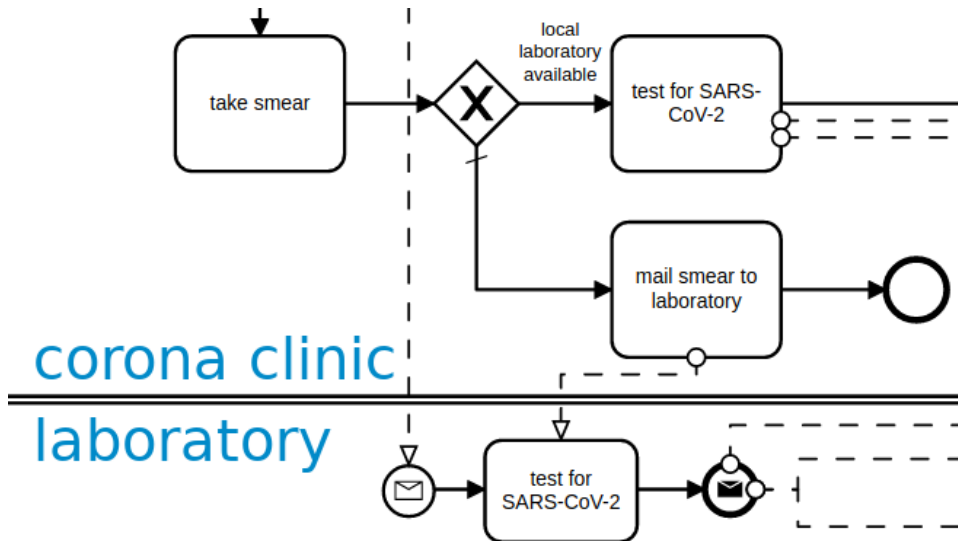 local
laboratory
available
take smear
test for SARS-
CoV-2
mail smear to
laboratory
corona clinic
laboratory
test for
SARS-CoV-2